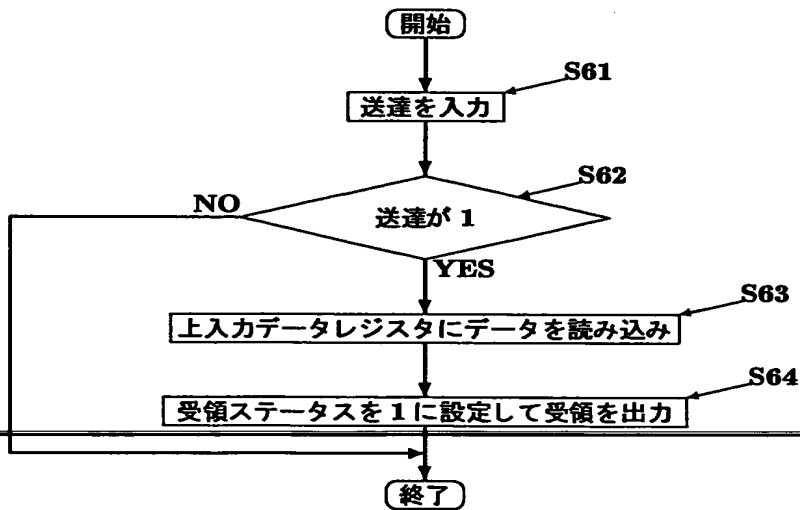 開始
S61
送達を入力
S62
NO
送達が 1
YES
S63
上入力データレジスタにデータを読み込み
S64
受領ステータスを 1 に設定して受領を出力
終了